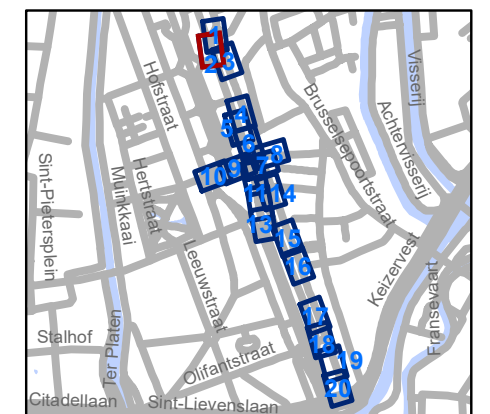 1
2
3
4
5
6
7
8
9
10
11
14
13
15
16
17
18
19
20
Hofstraat
Visserij
Achtervisserij
Brusselsepoortstraat
Sint-Pietersplein
Muinkkaai
Hertstraat
Leeuwstraat
Keizervest
Fransevaart
Stalhof
Ter Platen
Olifantstraat
Citadellaan
Sint-Lievenslaan